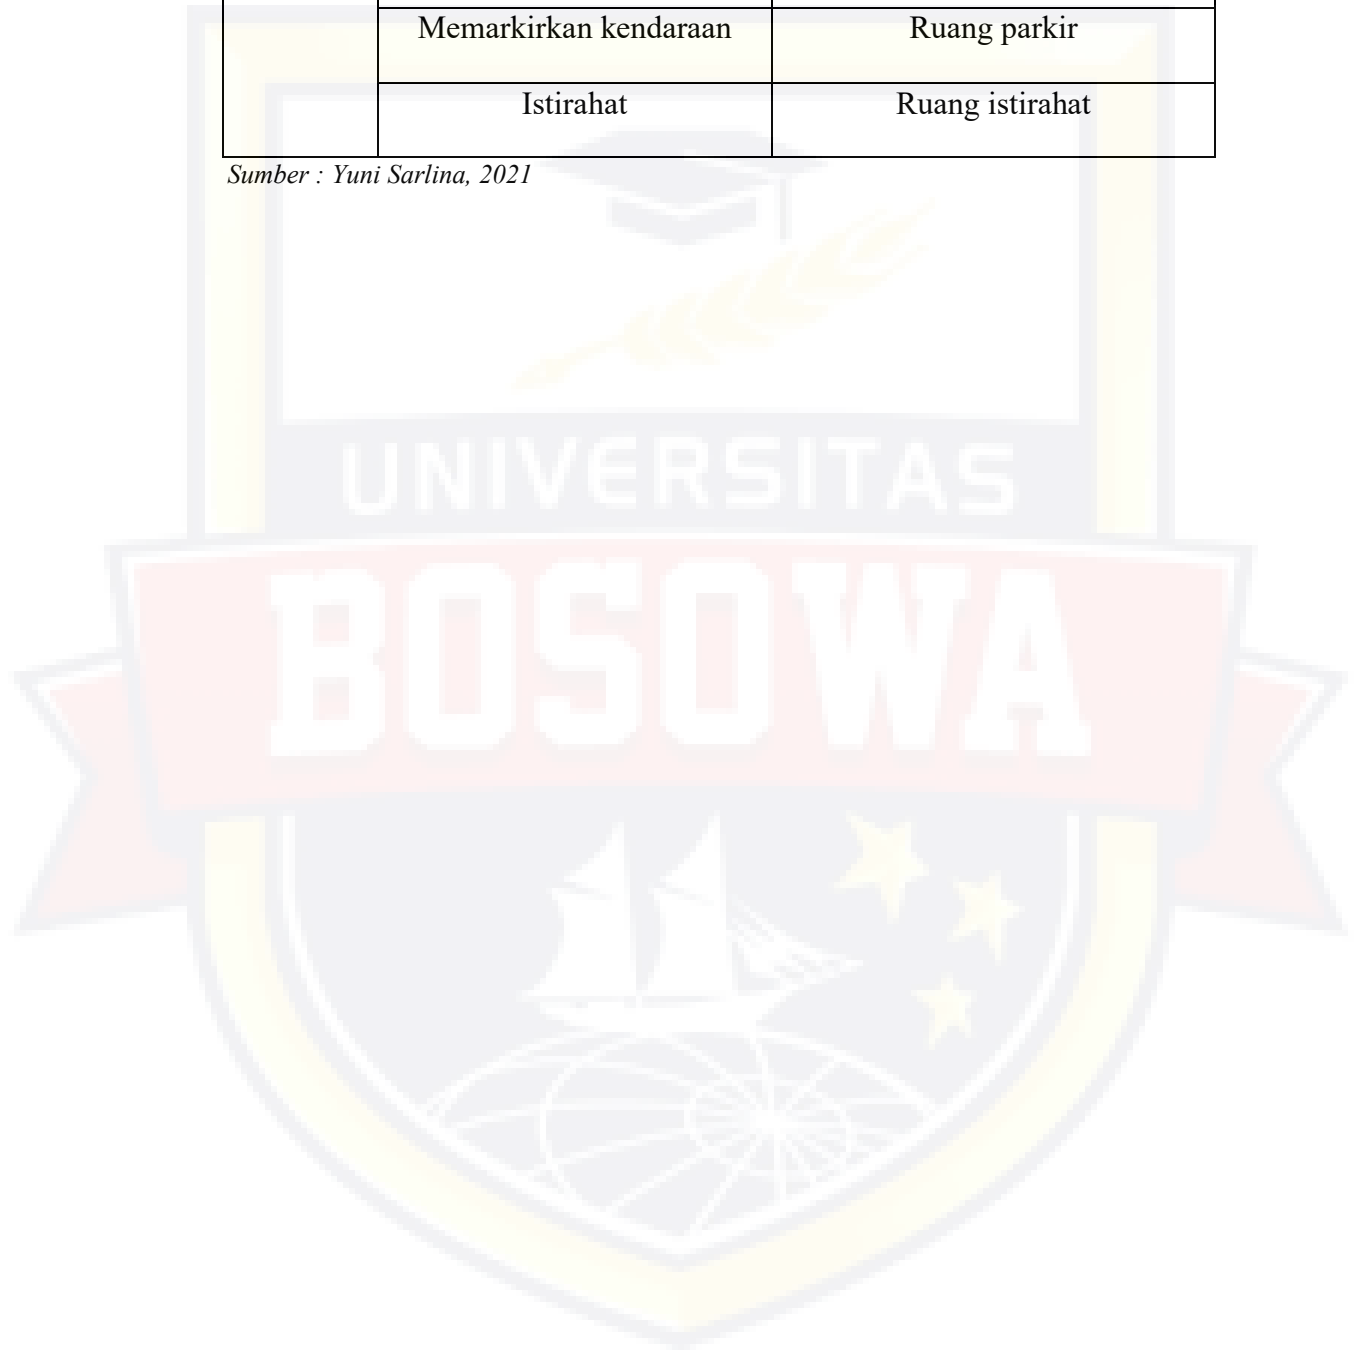 Memarkirkan kendaraan Ruang parkir
Istirahat Ruang istirahat
Sumber : Yuni Sarlina, 2021
UNIVERSITAS
BOSOWA